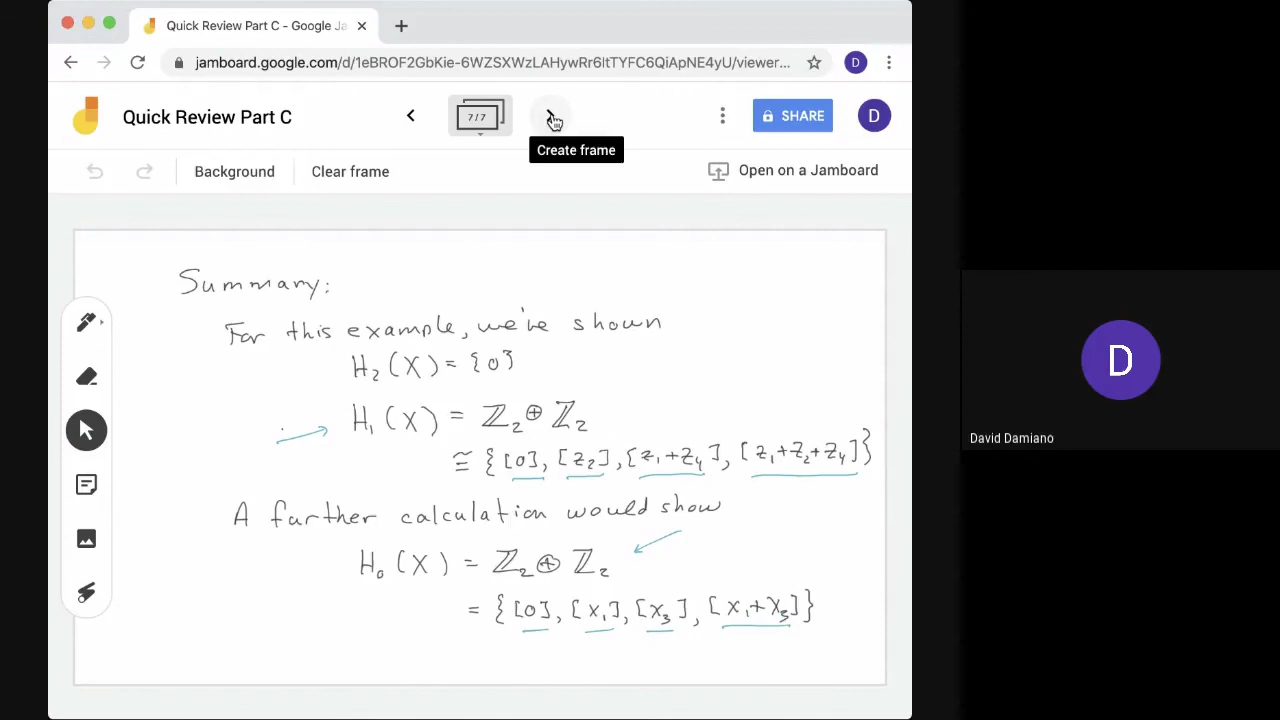 Quick Review Part C - Google Ja
jamboard.google.com/d/1eBROF2GbKie-6WZSXWzLAHywRr6ltTYFC6QiApNE4yU/viewer...
D
Quick Review Part C
7/7
SHARE
D
Create frame
Background
Clear frame
Open on a Jamboard
Summary:
For this example, we've shown
H₂(X) = {0}
H₁(X) = ℤ₂ ⊕ ℤ₂
≅ {[0], [z₂], [z₁+z₄], [z₁+z₂+z₄]}
A further calculation would show
H₀(X) = ℤ₂ ⊕ ℤ₂
= {[0], [x₁], [x₃], [x₁+x₃]}
D
David Damiano